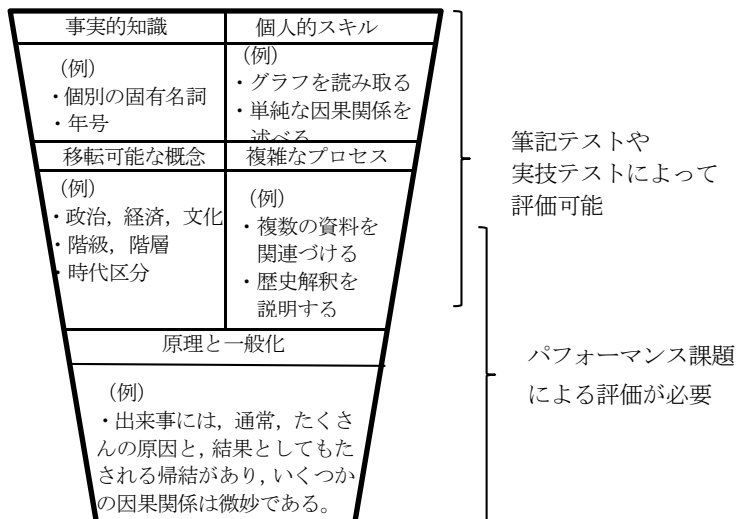 事実的知識
個人的スキル
(例)
・個別の固有名詞
・年号
(例)
・グラフを読み取る
・単純な因果関係を
述べる
移転可能な概念
複雑なプロセス
(例)
・政治，経済，文化
・階級，階層
・時代区分
(例)
・複数の資料を
関連づける
・歴史解釈を
説明する
原理と一般化
(例)
・出来事には，通常，たくさ
んの原因と，結果としてもた
される帰結があり，いくつか
の因果関係は微妙である。
筆記テストや
実技テストによって
評価可能
パフォーマンス課題
による評価が必要